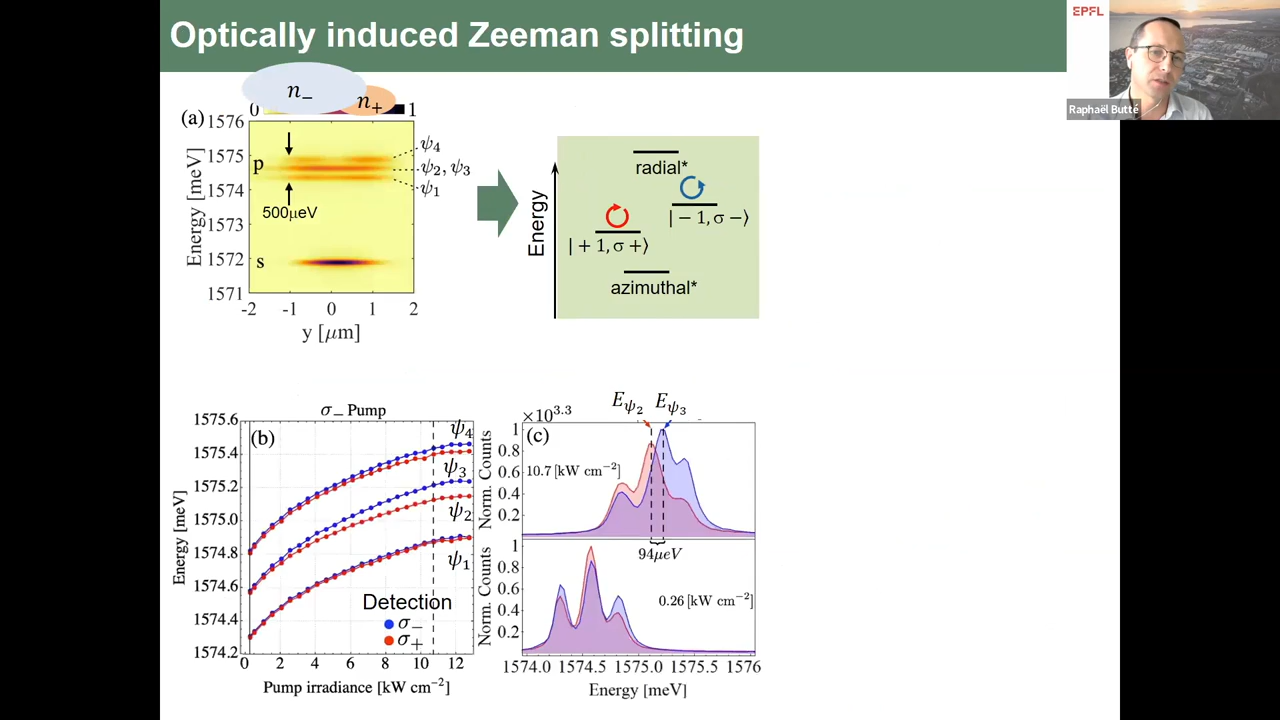 Optically induced Zeeman splitting
EPFL
Raphaël Butté
n₋
n₊
(a)
0
1
1576
1575
1574
1573
1572
1571
Energy [meV]
p
s
500μeV
ψ₄
ψ₂, ψ₃
ψ₁
-2 -1 0 1 2
y [μm]
Energy
radial*
|− 1, σ −⟩
|+ 1, σ +⟩
azimuthal*
σ₋ Pump
(b)
1575.6
1575.4
1575.2
1575.0
1574.8
1574.6
1574.4
1574.2
Energy [meV]
ψ₄
ψ₃
ψ₂
ψ₁
Detection
σ₋
σ₊
0 2 4 6 8 10 12
Pump irradiance [kW cm⁻²]
E_ψ₂ E_ψ₃
×10³·³
(c)
1
0.8
0.6
0.4
0.2
Norm. Counts
10.7 [kW cm⁻²]
94μeV
1
0.8
0.6
0.4
0.2
Norm. Counts
0.26 [kW cm⁻²]
1574.0 1574.5 1575.0 1575.5 1576
Energy [meV]